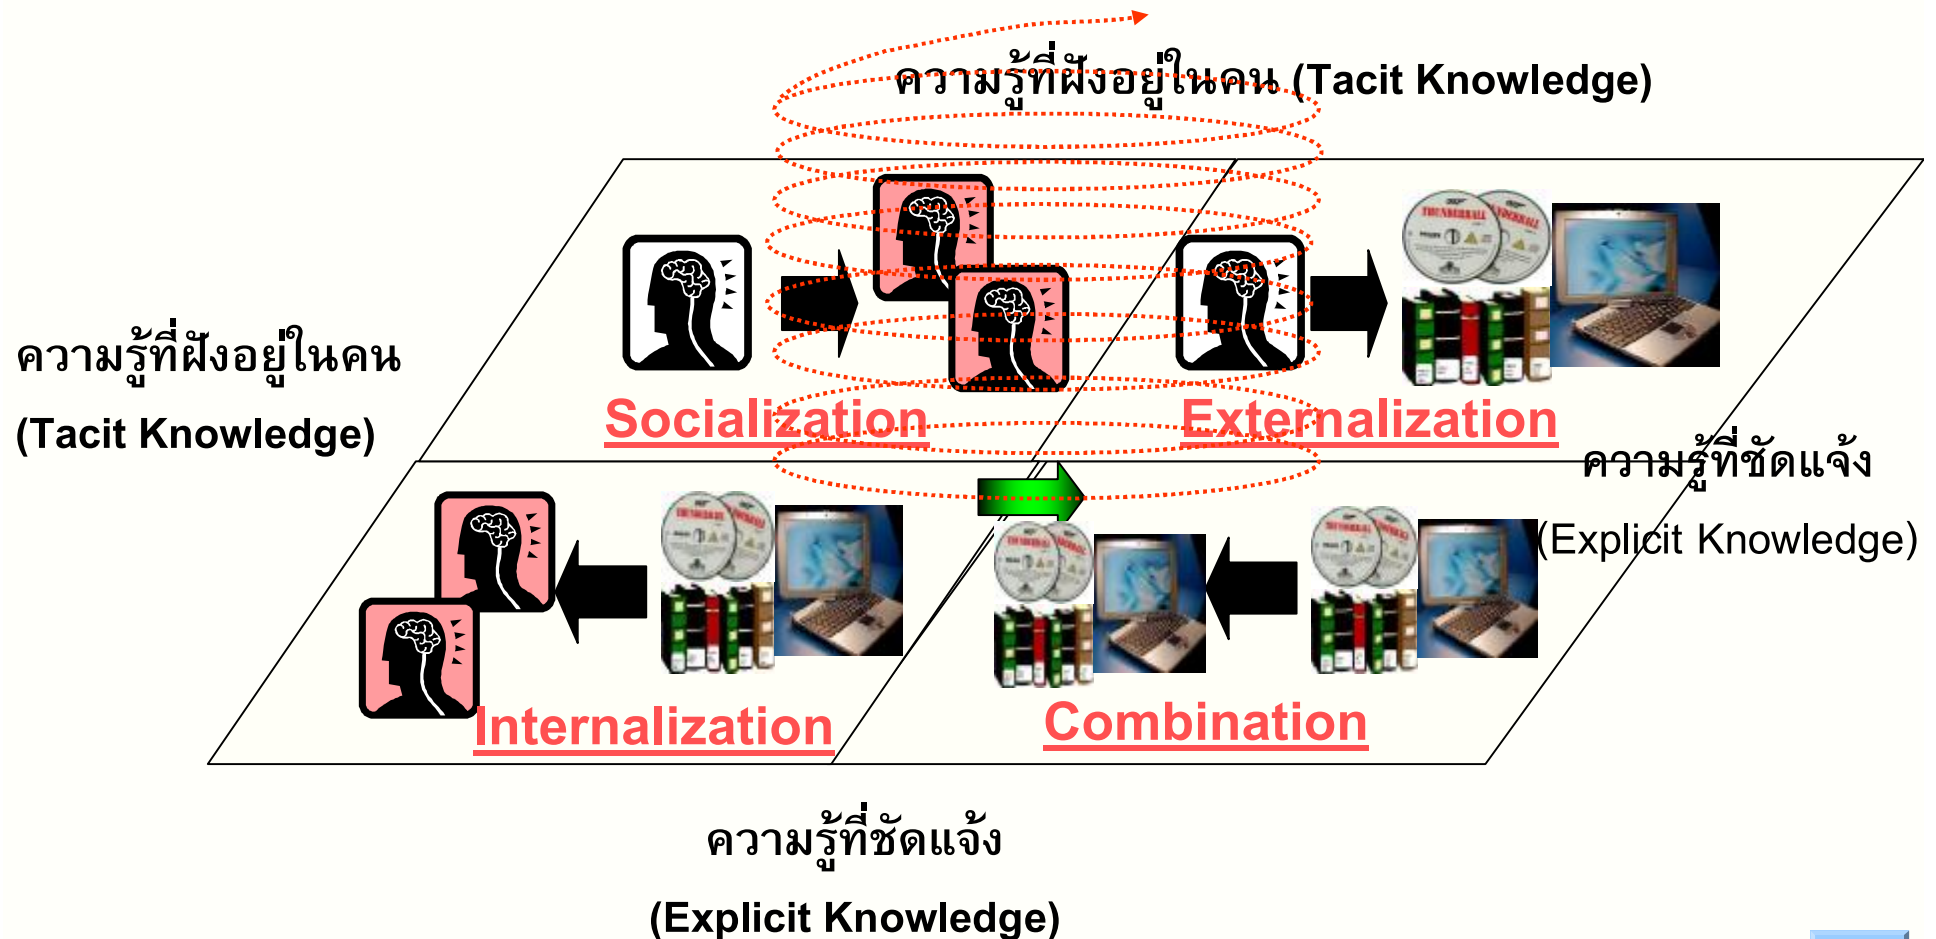 ความรู้ที่ฝังอยู่ในคน (Tacit Knowledge)
ความรู้ที่ฝังอยู่ในคน
(Tacit Knowledge)
Socialization
Externalization
ความรู้ที่ชัดแจ้ง
(Explicit Knowledge)
Internalization
Combination
ความรู้ที่ชัดแจ้ง
(Explicit Knowledge)